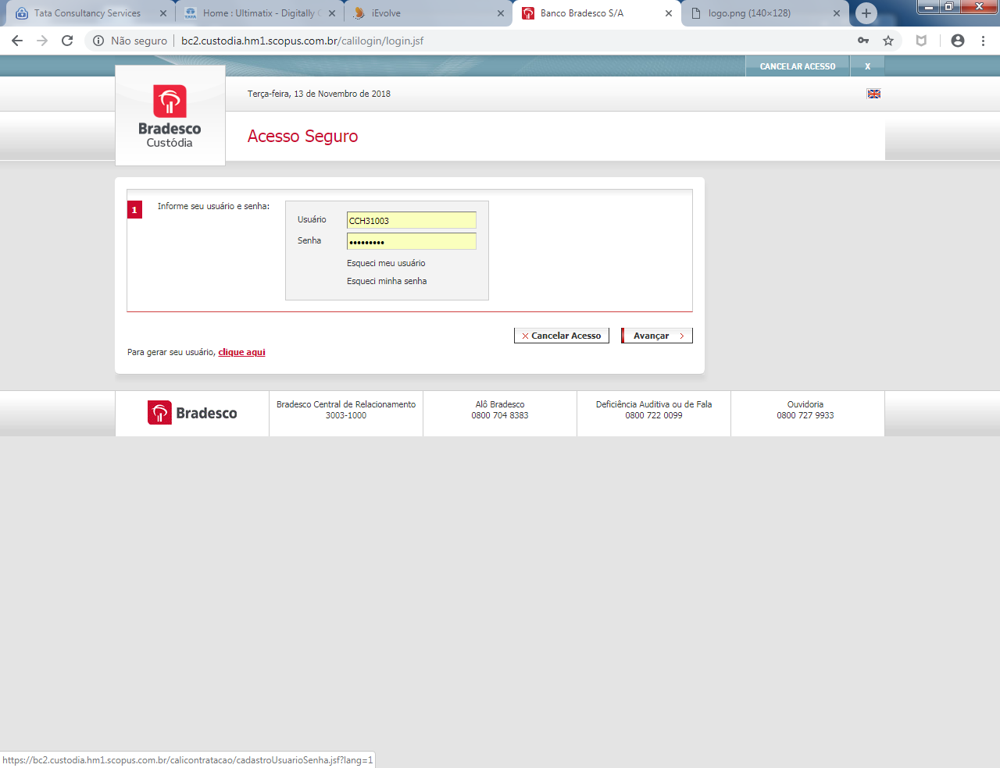 Tata Consultancy Services
Home : Ultimatix - Digitally
iEvolve
Banco Bradesco S/A
logo.png (140×128)
Não seguro
bc2.custodia.hm1.scopus.com.br/calilogin/login.jsf
CANCELAR ACESSO
X
Terça-feira, 13 de Novembro de 2018
Bradesco
Custódia
Acesso Seguro
1
Informe seu usuário e senha:
Usuário
CCH31003
Senha
•••••••••
Esqueci meu usuário
Esqueci minha senha
Cancelar Acesso
Avançar
Para gerar seu usuário, clique aqui
Bradesco
Bradesco Central de Relacionamento
3003-1000
Alô Bradesco
0800 704 8383
Deficiência Auditiva ou de Fala
0800 722 0099
Ouvidoria
0800 727 9933
https://bc2.custodia.hm1.scopus.com.br/calicontratacao/cadastroUsuarioSenha.jsf?lang=1